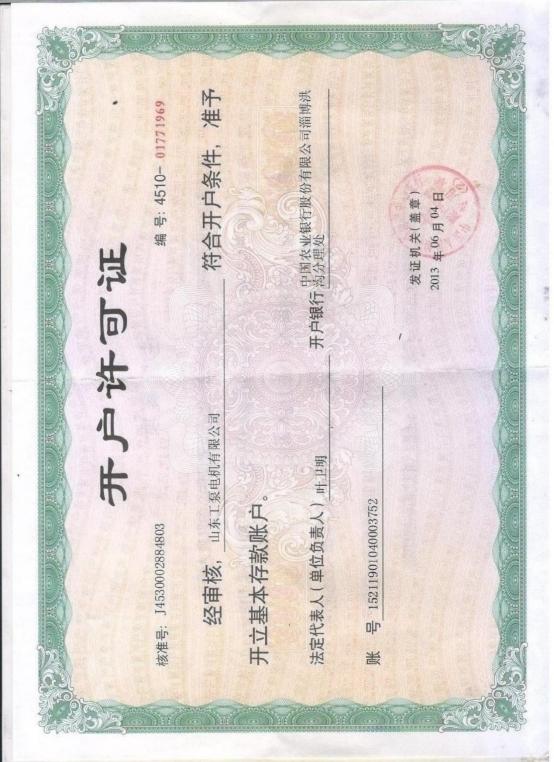 开户许可证
核准号: J4530002884803 编 号: 4510-01771969
经审核, 山东工泵电机有限公司 符合开户条件, 准予
开立基本存款账户。
法定代表人(单位负责人) 叶卫明 开户银行 中国农业银行股份有限公司淄博洪
沟分理处
账 号 15211901040003752
发证机关(盖章)
2013 年 06 月 04 日